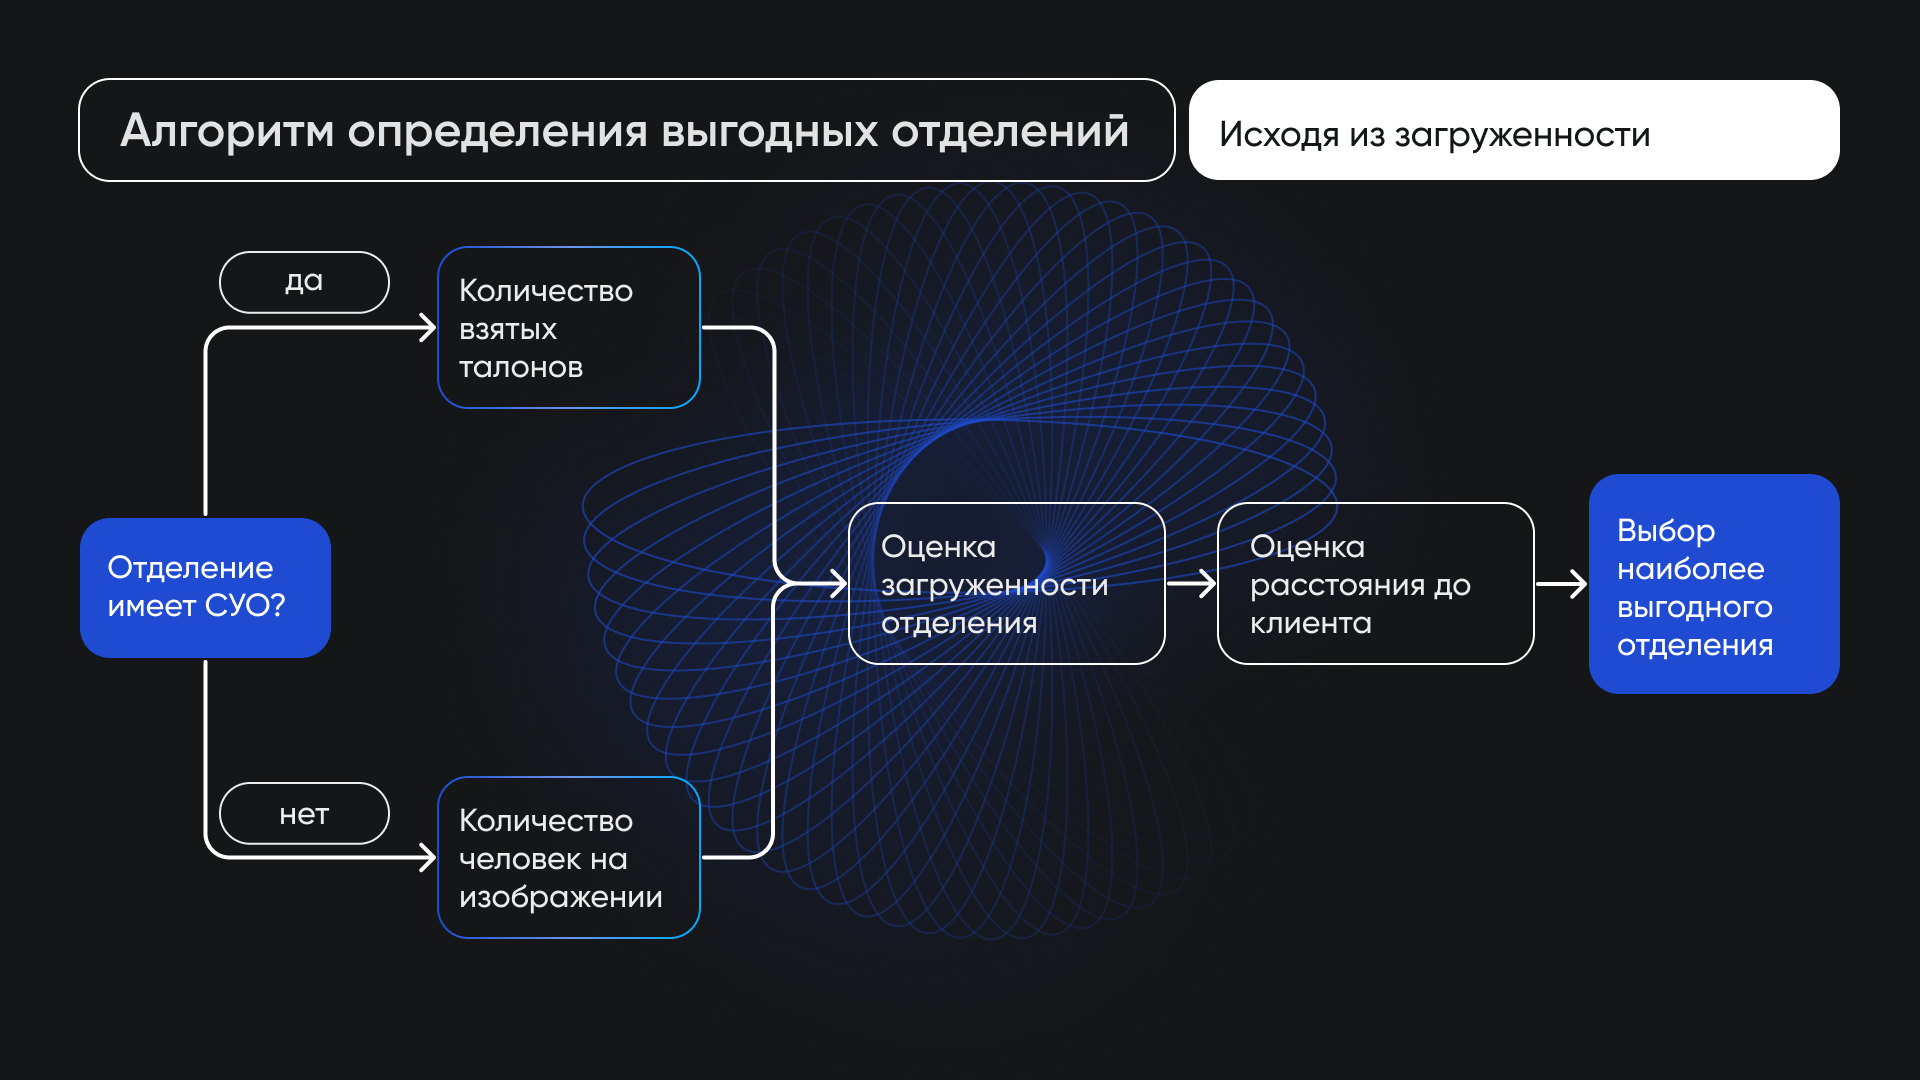 Алгоритм определения выгодных отделений
Исходя из загруженности
да
Количество
взятых
талонов
Отделение
имеет СУО?
Оценка
загруженности
отделения
Оценка
расстояния до
клиента
Выбор
наиболее
выгодного
отделения
нет
Количество
человек на
изображении